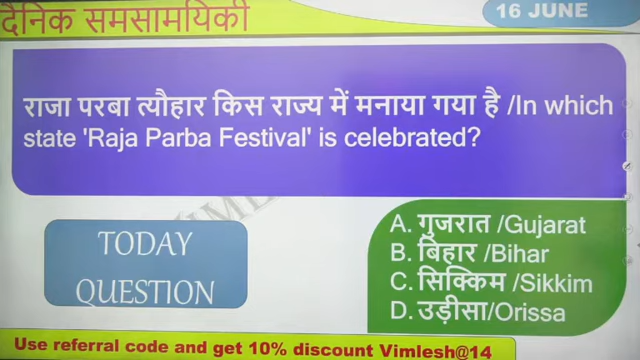 दैनिक समसामयिकी
16 JUNE
राजा परबा त्यौहार किस राज्य में मनाया गया है /In which
state 'Raja Parba Festival' is celebrated?
TODAY
QUESTION
A. गुजरात /Gujarat
B. बिहार /Bihar
C. सिक्किम /Sikkim
D. उड़ीसा/Orissa
Use referral code and get 10% discount Vimlesh@14